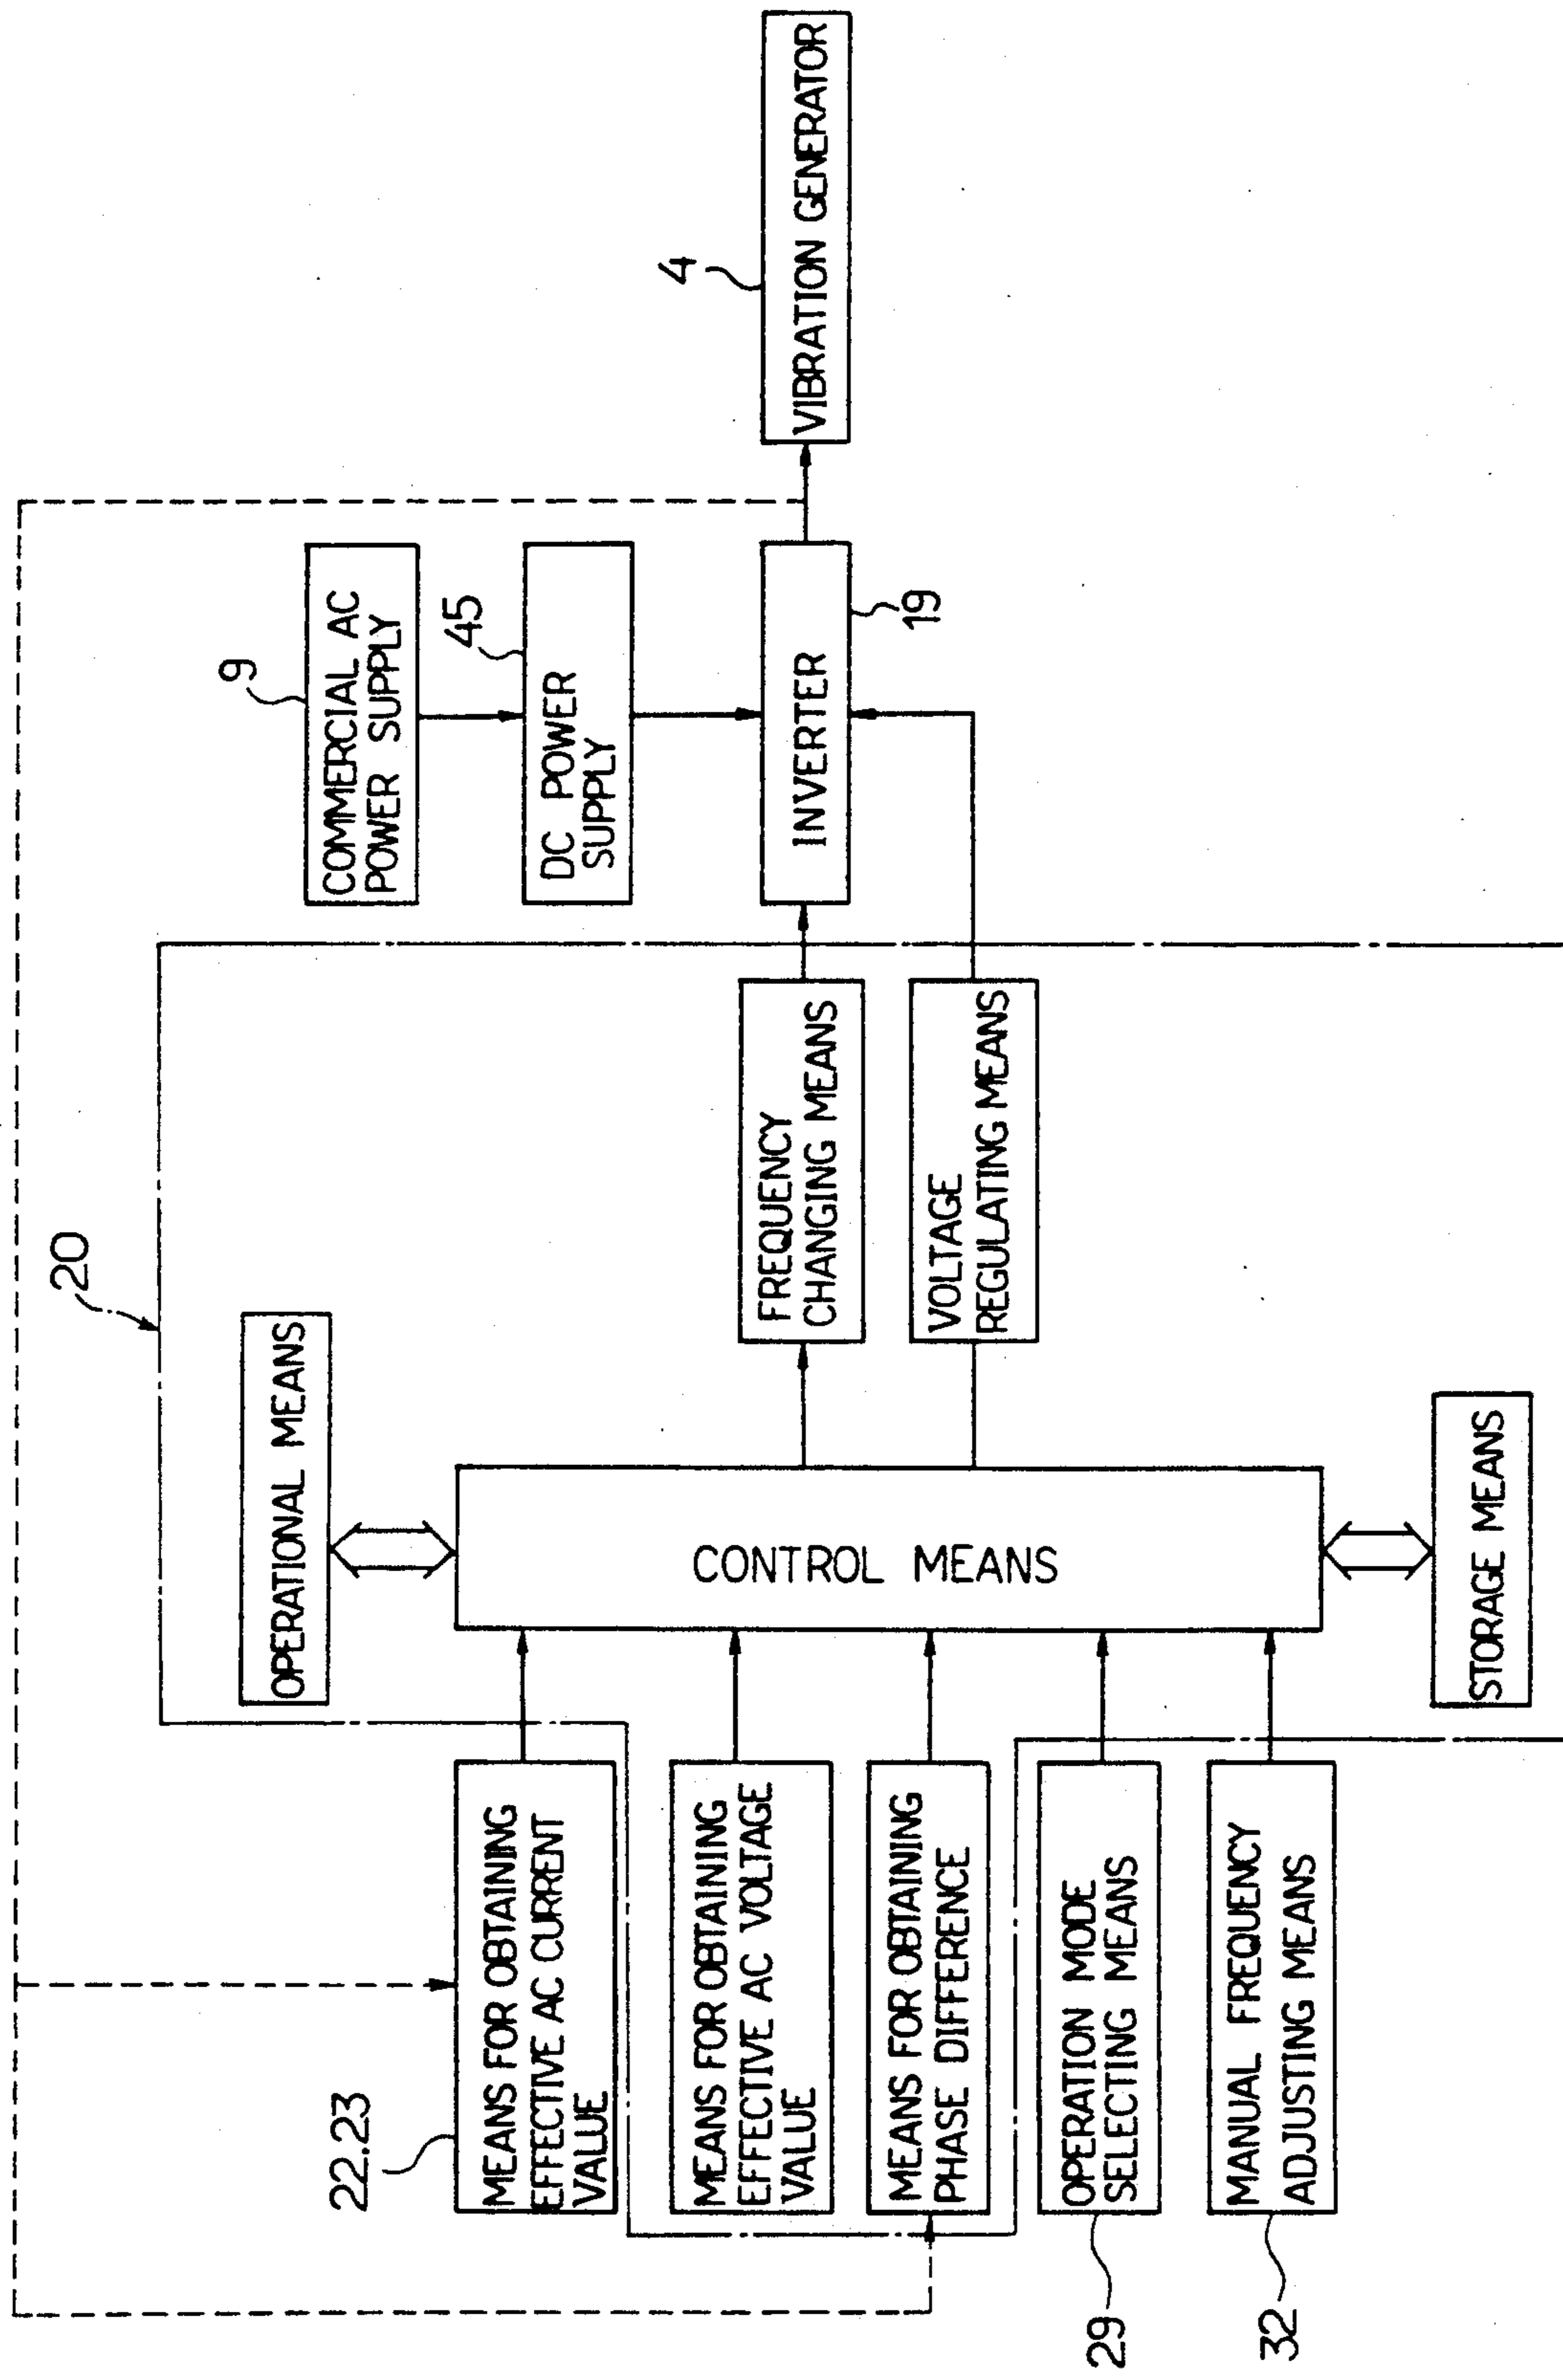 22.23
MEANS FOR OBTAINING
EFFECTIVE AC CURRENT
VALUE
MEANS FOR OBTAINING
EFFECTIVE AC VOLTAGE
VALUE
MEANS FOR OBTAINING
PHASE DIFFERENCE
29
OPERATION MODE
SELECTING MEANS
32
MANUAL FREQUENCY
ADJUSTING MEANS
20
OPERATIONAL MEANS
CONTROL MEANS
STORAGE MEANS
FREQUENCY
CHANGING MEANS
VOLTAGE
REGULATING MEANS
9
COMMERCIAL AC
POWER SUPPLY
45
DC POWER
SUPPLY
INVERTER
19
4
VIBRATION GENERATOR